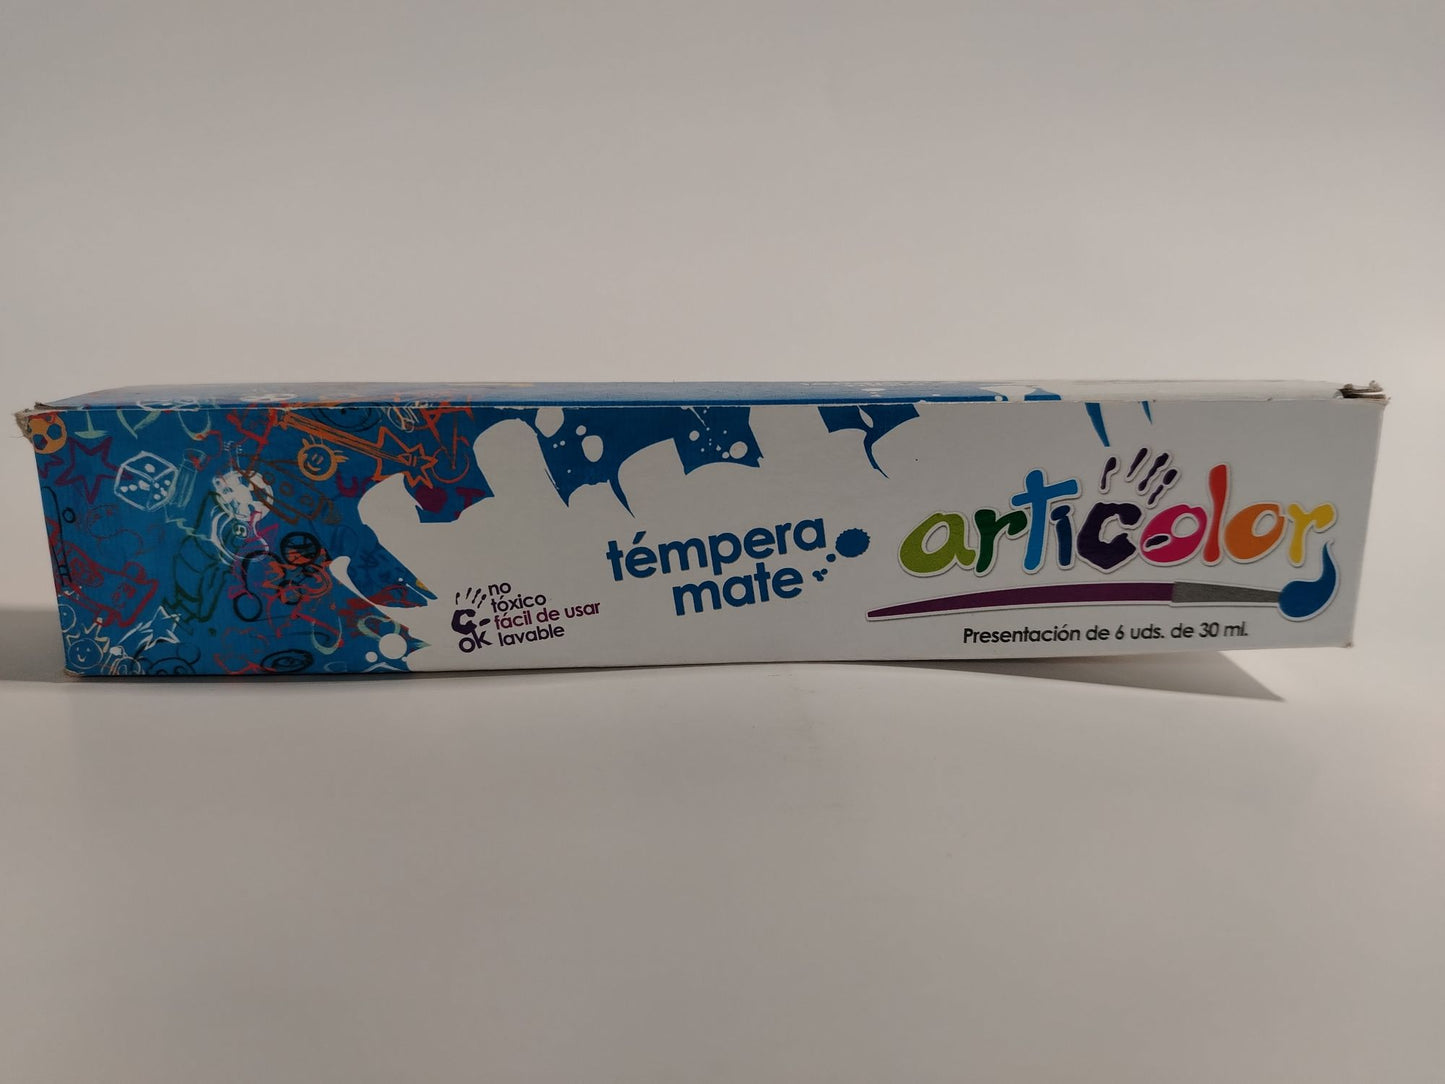 no
tóxico
fácil de usar
ok lavable
témpera
mate
articolor
Presentación de 6 uds. de 30 ml.